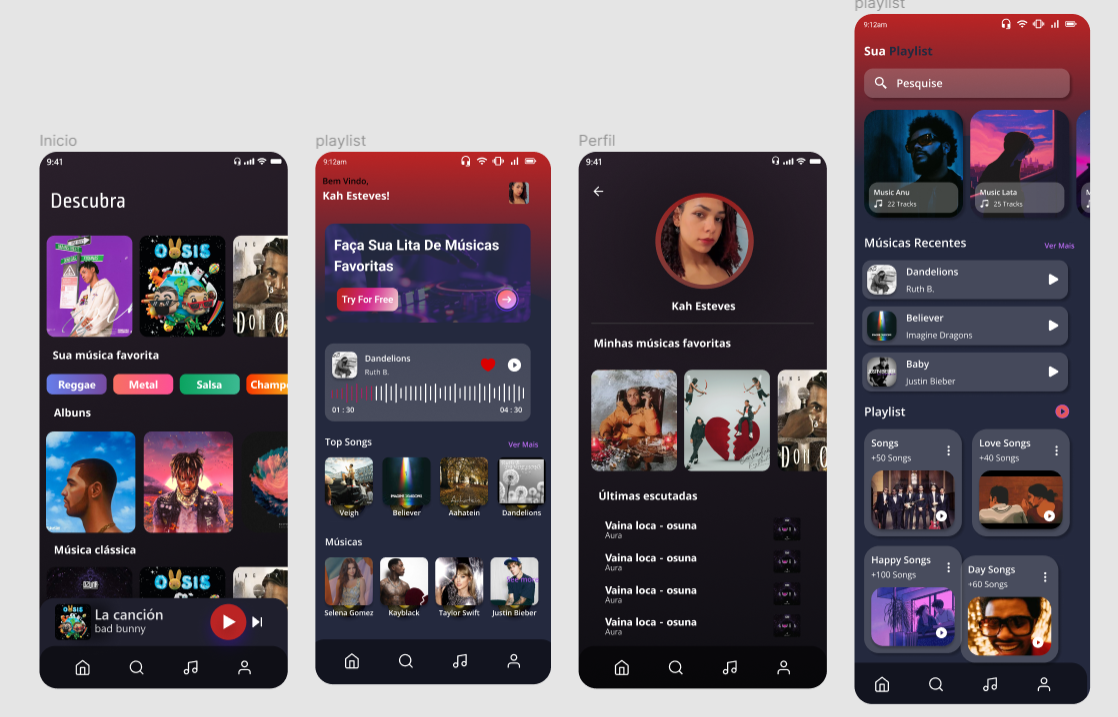 Inicio
9:41
Descubra
OASIS
DON O
Sua música favorita
Reggae
Metal
Salsa
Champe
Albuns
Música clássica
OASIS
La canción
bad bunny
playlist
9:12am
Bem Vindo,
Kah Esteves!
Faça Sua Lita De Músicas
Favoritas
Try For Free
Dandelions
Ruth B.
01 : 30
04 : 30
Top Songs
Ver Mais
Veigh
Believer
Aahatein
Dandelions
Músicas
See more
Selena Gomez
Kayblack
Taylor Swift
Justin Bieber
Perfil
9:41
Kah Esteves
Minhas músicas favoritas
DON O
Últimas escutadas
Vaina loca - osuna
Aura
Vaina loca - osuna
Aura
Vaina loca - osuna
Aura
Vaina loca - osuna
Aura
playlist
9:12am
Sua Playlist
Pesquise
Music Anu
22 Tracks
Music Lata
25 Tracks
Músicas Recentes
Ver Mais
Dandelions
Ruth B.
Believer
Imagine Dragons
Baby
Justin Bieber
Playlist
Songs
+50 Songs
Love Songs
+40 Songs
Happy Songs
+100 Songs
Day Songs
+60 Songs